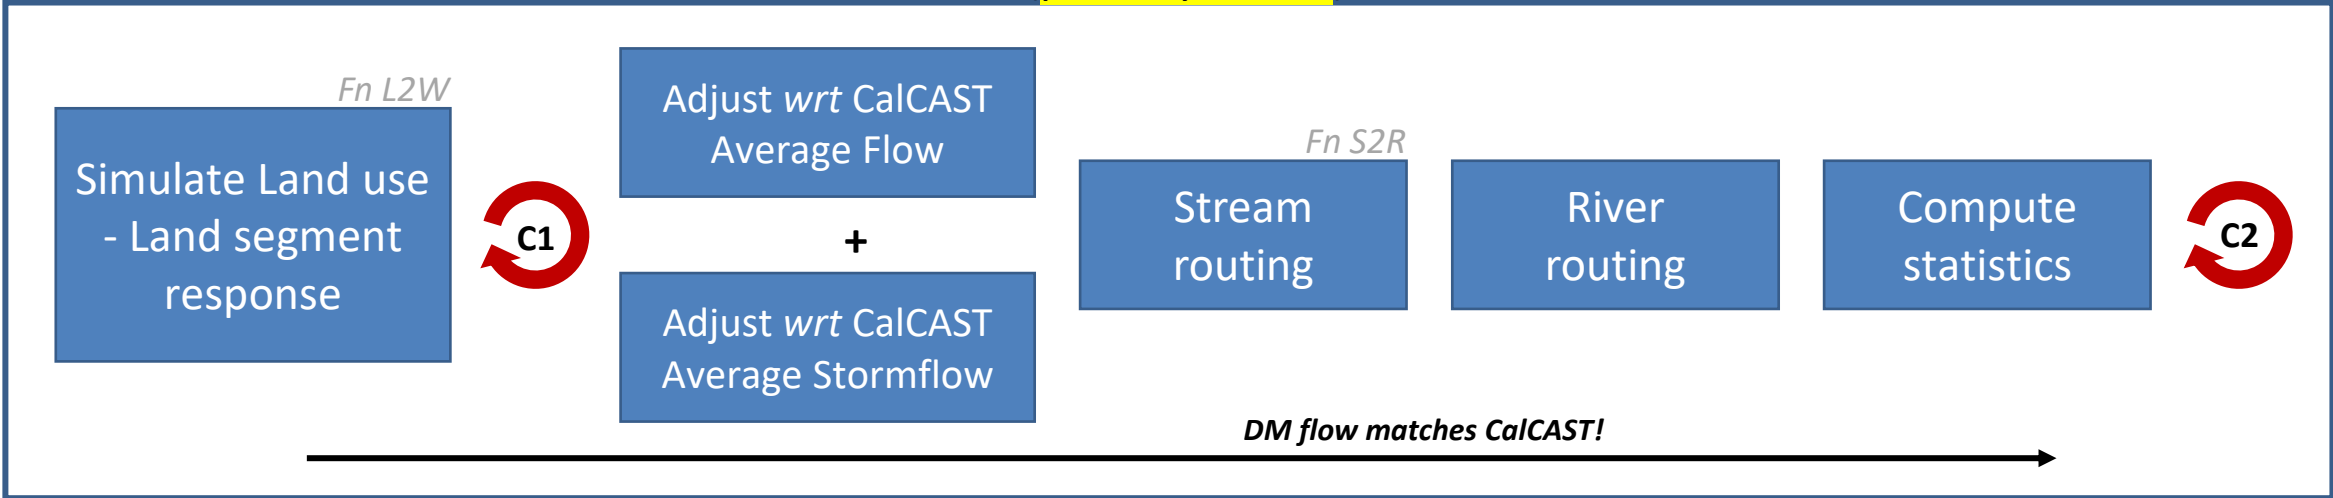 Fn L2W
Simulate Land use
- Land segment
response
C1
Adjust wrt CalCAST
Average Flow
+
Adjust wrt CalCAST
Average Stormflow
Fn S2R
Stream
routing
River
routing
Compute
statistics
C2
DM flow matches CalCAST!